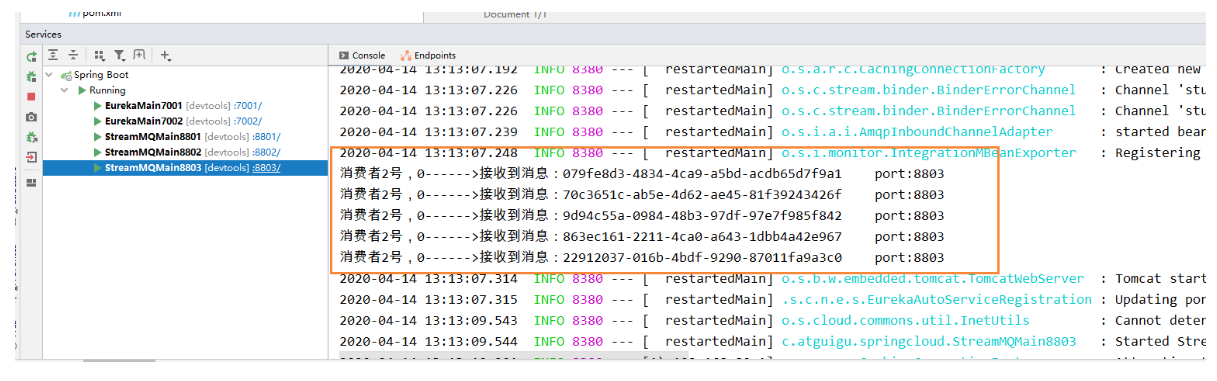 pom.xml
Document 1/1
Services
Console Endpoints
Spring Boot
Running
EurekaMain7001 [devtools] :7001/
EurekaMain7002 [devtools] :7002/
StreamMQMain8801 [devtools] :8801/
StreamMQMain8802 [devtools] :8802/
StreamMQMain8803 [devtools] :8803/
2020-04-14 13:13:07.192 INFO 8380 --- [ restartedMain] o.s.a.r.c.CachingConnectionFactory : Created new
2020-04-14 13:13:07.226 INFO 8380 --- [ restartedMain] o.s.c.stream.binder.BinderErrorChannel : Channel 'stu
2020-04-14 13:13:07.226 INFO 8380 --- [ restartedMain] o.s.c.stream.binder.BinderErrorChannel : Channel 'stu
2020-04-14 13:13:07.239 INFO 8380 --- [ restartedMain] o.s.i.a.i.AmqpInboundChannelAdapter : started bean
2020-04-14 13:13:07.248 INFO 8380 --- [ restartedMain] o.s.i.monitor.IntegrationMBeanExporter : Registering
消费者2号，0------>接收到消息：079fe8d3-4834-4ca9-a5bd-acdb65d7f9a1 port:8803
消费者2号，0------>接收到消息：70c3651c-ab5e-4d62-ae45-81f39243426f port:8803
消费者2号，0------>接收到消息：9d94c55a-0984-48b3-97df-97e7f985f842 port:8803
消费者2号，0------>接收到消息：863ec161-2211-4ca0-a643-1dbb4a42e967 port:8803
消费者2号，0------>接收到消息：22912037-016b-4bdf-9290-87011fa9a3c0 port:8803
2020-04-14 13:13:07.314 INFO 8380 --- [ restartedMain] o.s.b.w.embedded.tomcat.TomcatWebServer : Tomcat start
2020-04-14 13:13:07.315 INFO 8380 --- [ restartedMain] .s.c.n.e.s.EurekaAutoServiceRegistration : Updating por
2020-04-14 13:13:09.543 INFO 8380 --- [ restartedMain] o.s.cloud.commons.util.InetUtils : Cannot deter
2020-04-14 13:13:09.544 INFO 8380 --- [ restartedMain] c.atguigu.springcloud.StreamMQMain8803 : Started Stre